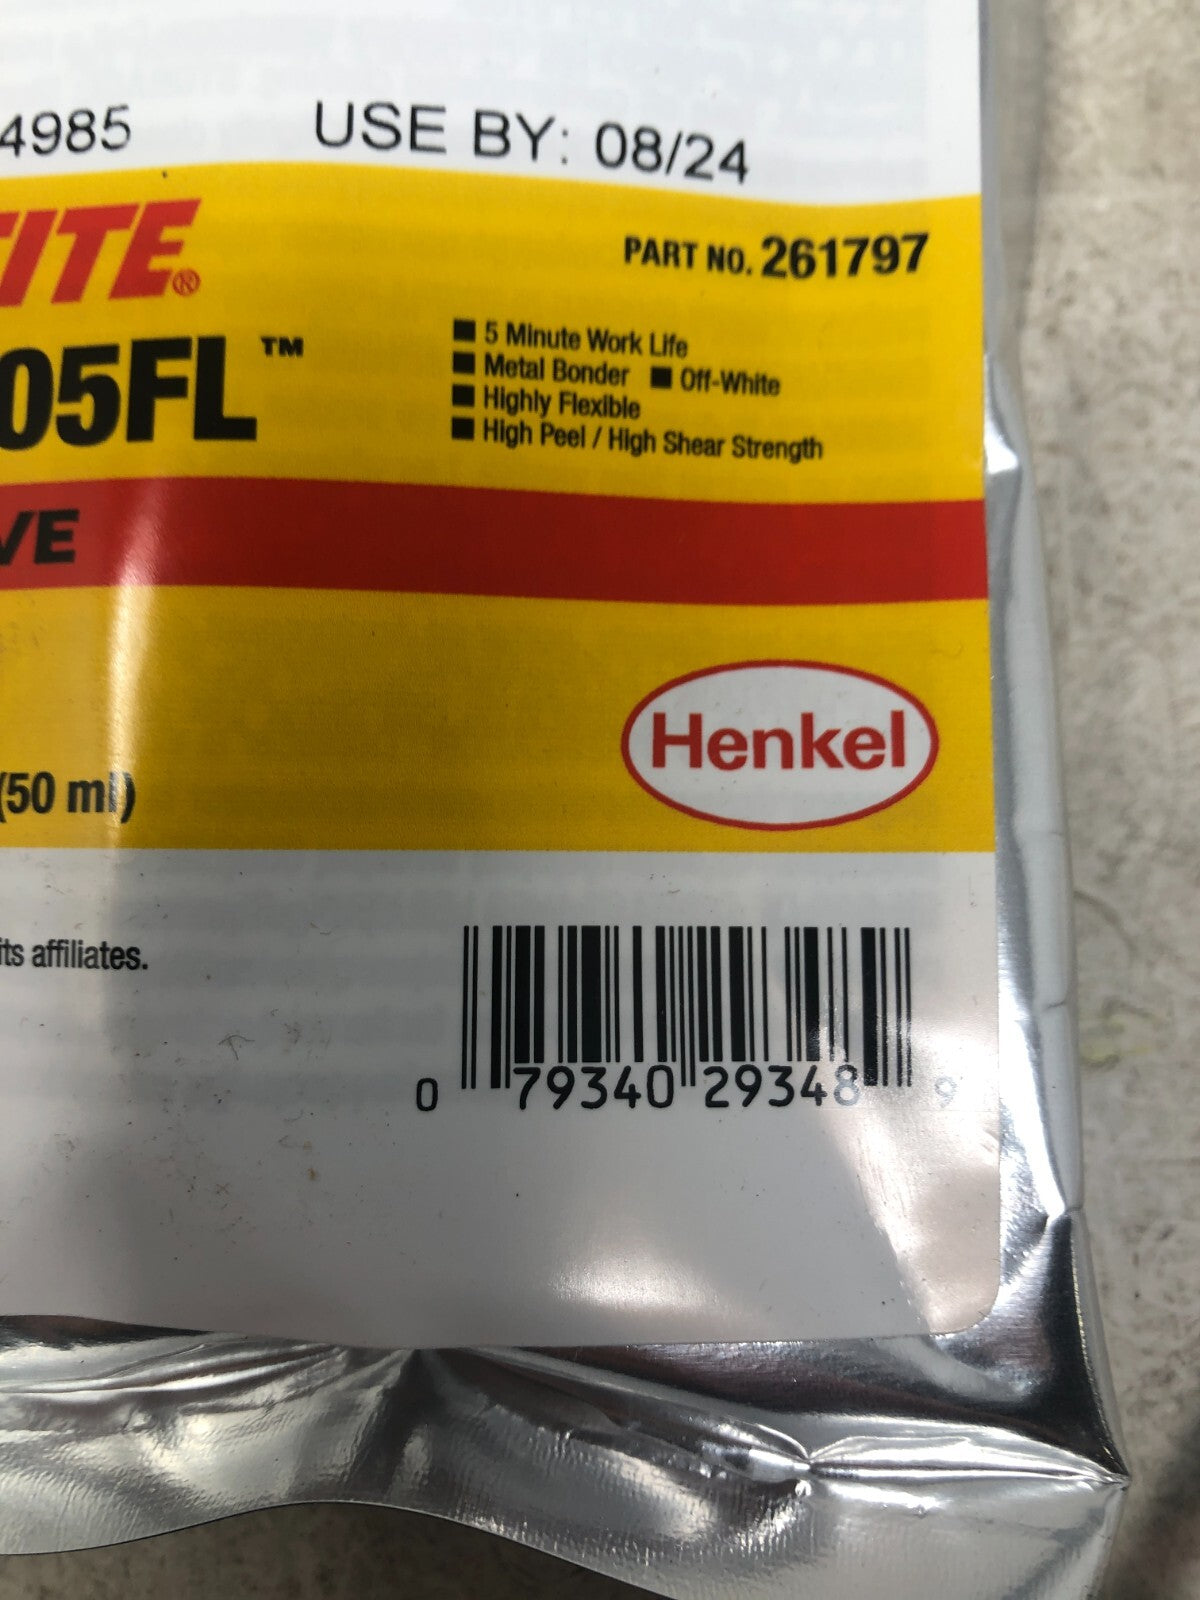 4985 USE BY: 08/24
TITE®
PART NO. 261797
05FL™
■ 5 Minute Work Life
■ Metal Bonder ■ Off-White
■ Highly Flexible
■ High Peel / High Shear Strength
VE
Henkel
(50 ml)
its affiliates.
0 79340 29348 9